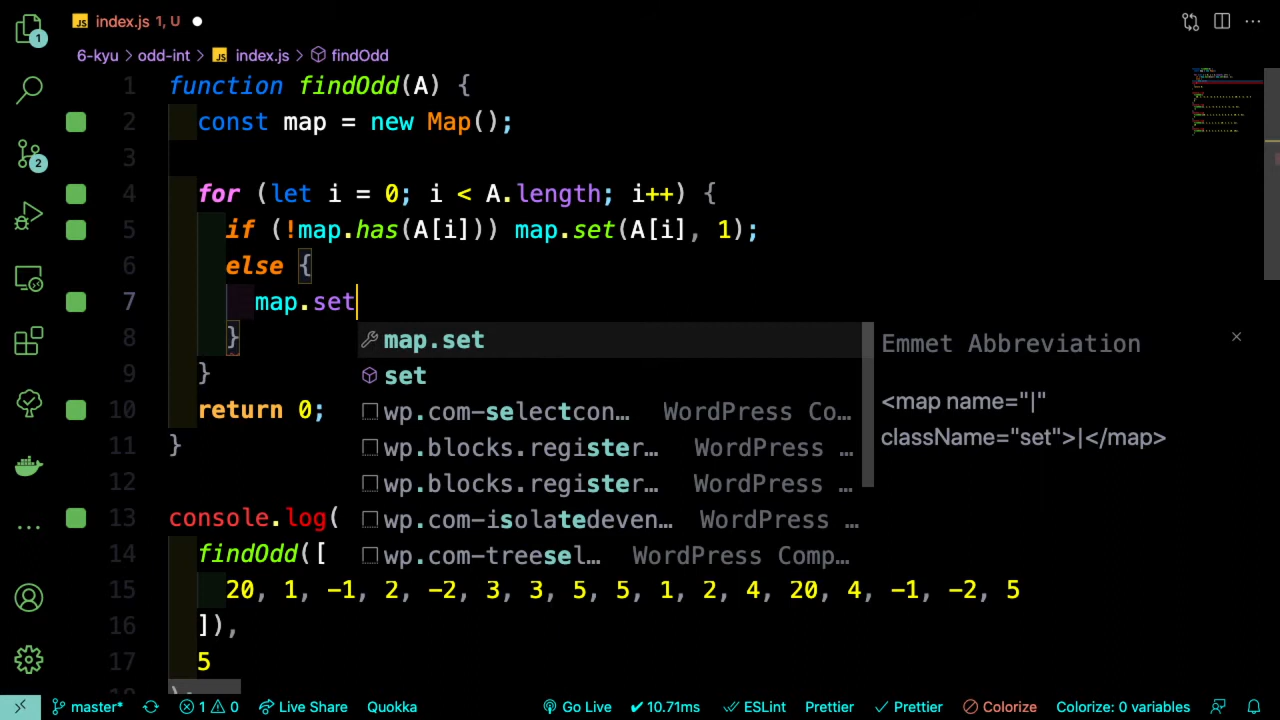 index.js 1, U
6-kyu > odd-int > index.js > findOdd
1 function findOdd(A) {
2 const map = new Map();
3
4 for (let i = 0; i < A.length; i++) {
5 if (!map.has(A[i])) map.set(A[i], 1);
6 else {
7 map.set
8 }
9 }
10 return 0;
11 }
12
13 console.log(
14 findOdd([
15 20, 1, -1, 2, -2, 3, 3, 5, 5, 1, 2, 4, 20, 4, -1, -2, 5
16 ]),
17 5
map.set
set
wp.com-selectcon… WordPress Co…
wp.blocks.register… WordPress …
wp.blocks.register… WordPress …
wp.com-isolatedeven… WordPress …
wp.com-treesel… WordPress Comp…
Emmet Abbreviation
<map name="|"
className="set">|</map>
1
2
master* 1 0 Live Share Quokka Go Live 10.71ms ESLint Prettier Prettier Colorize Colorize: 0 variables